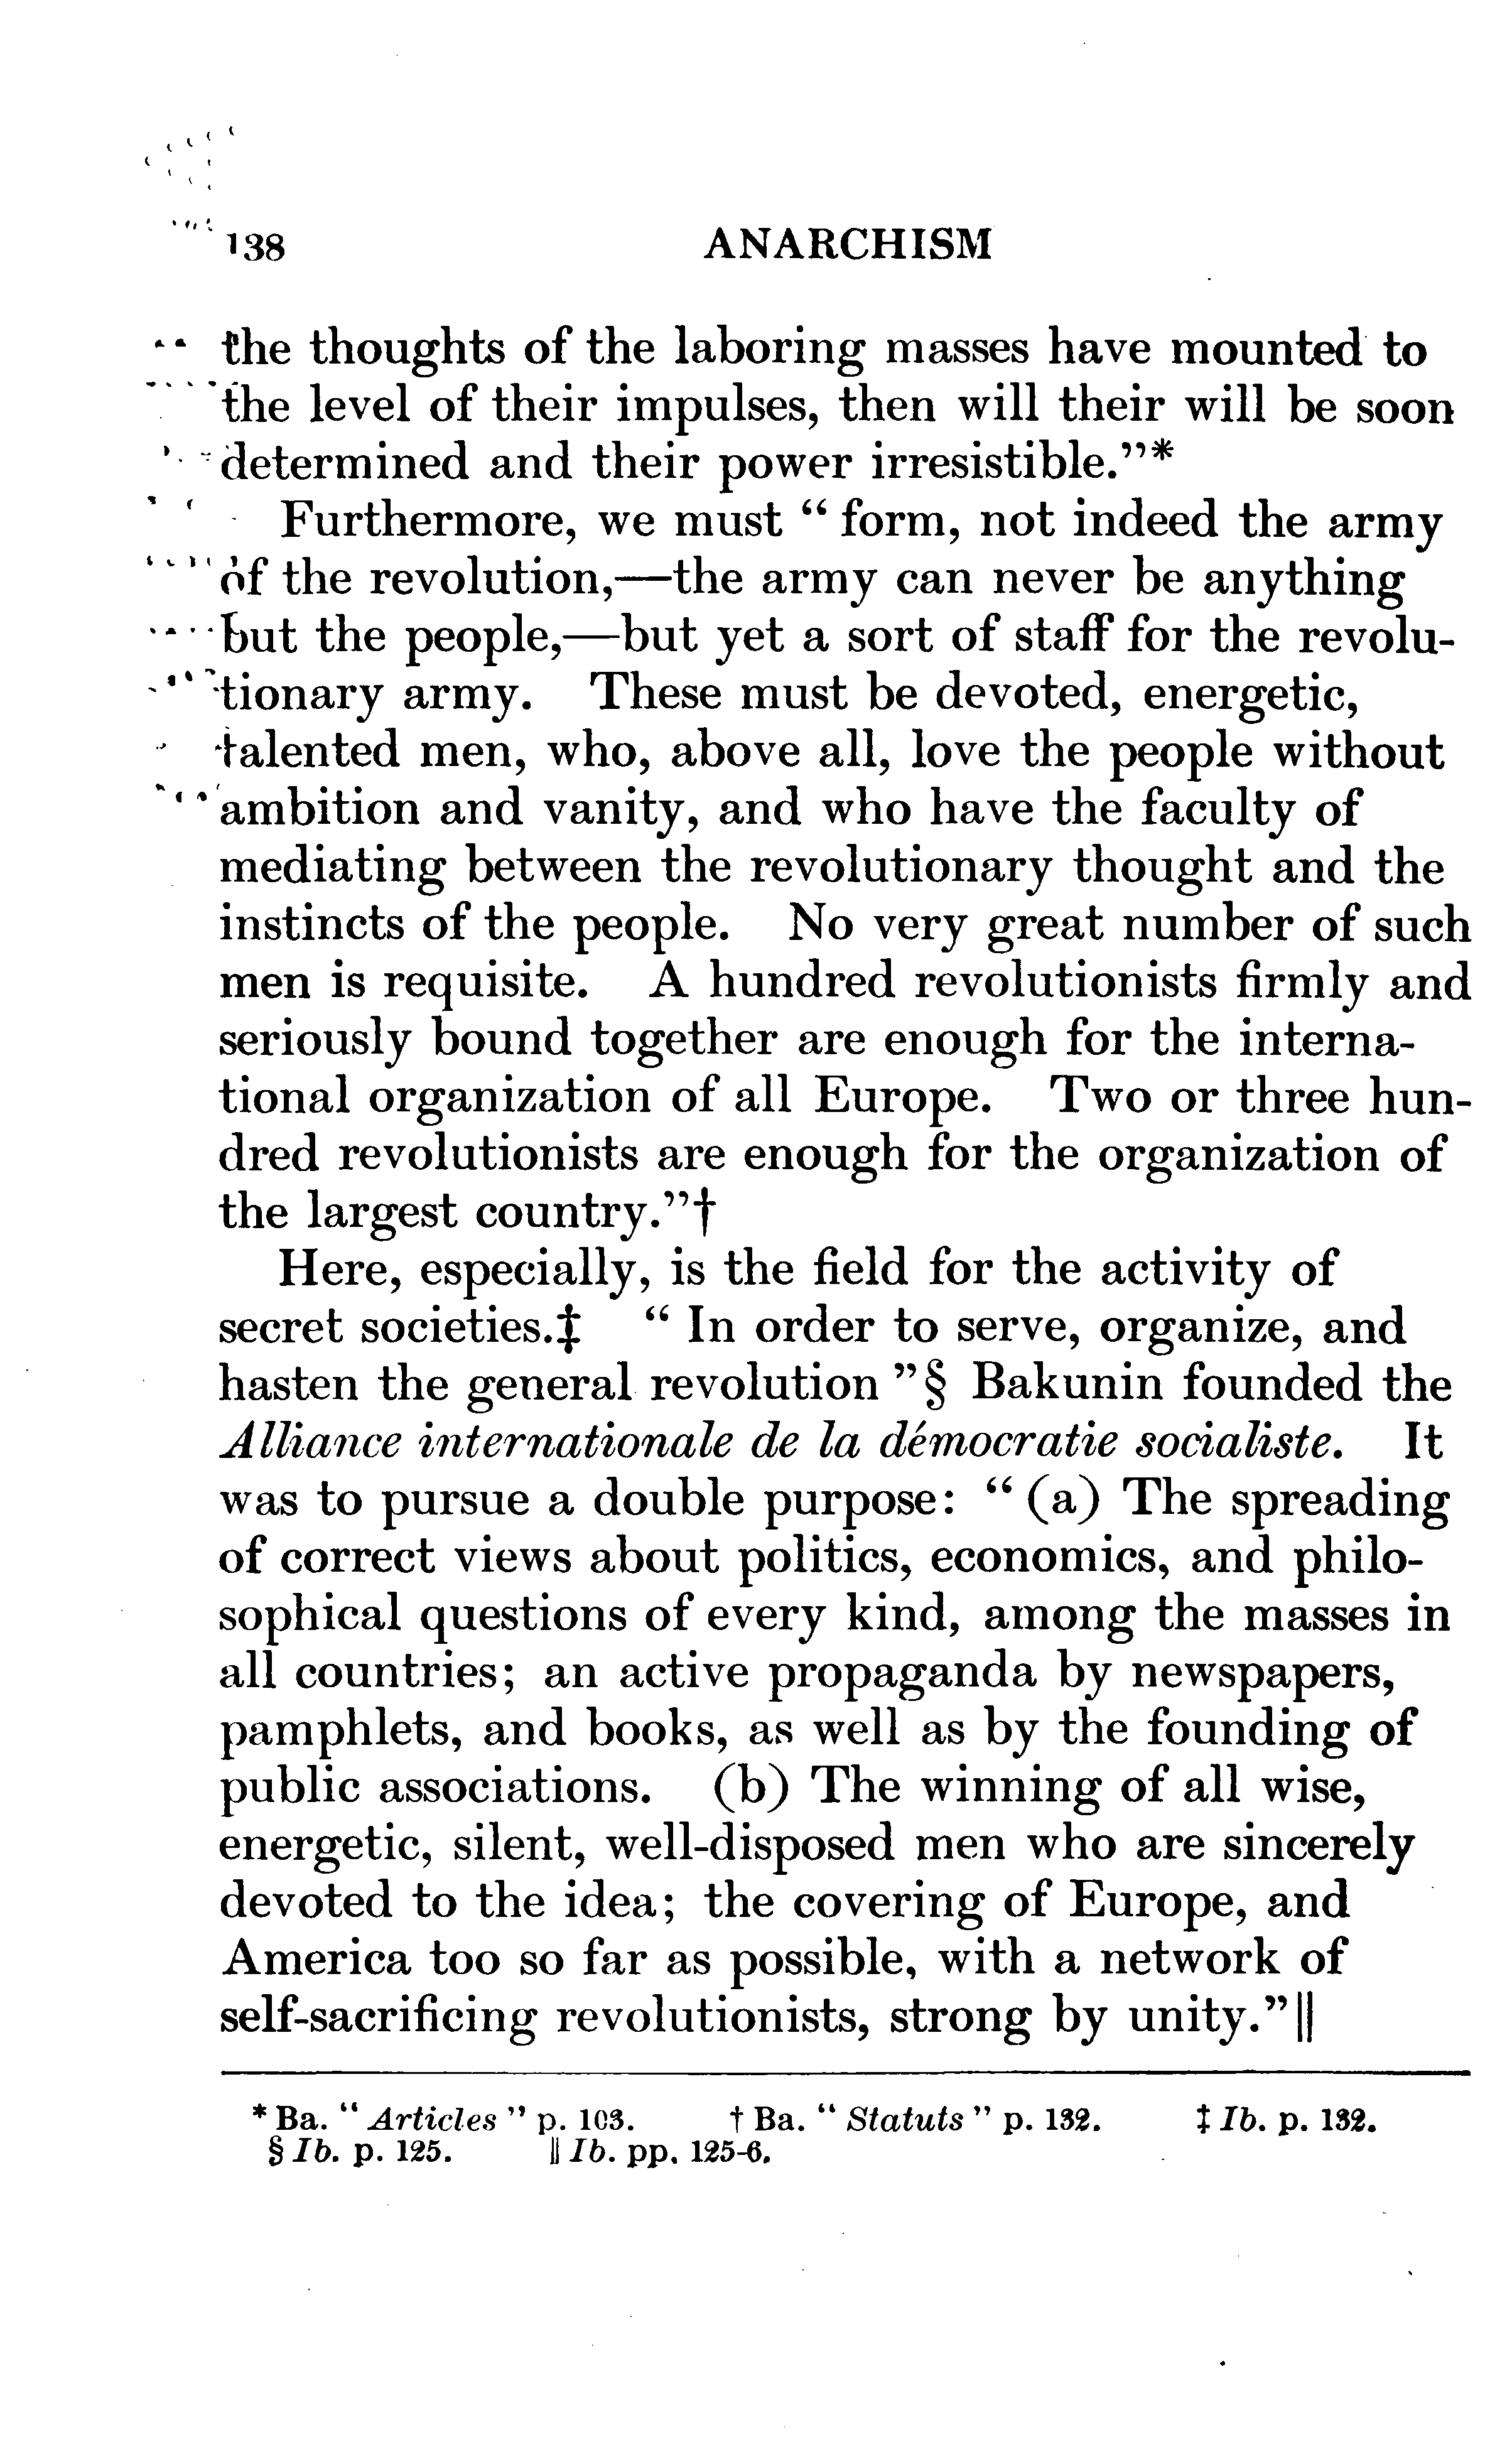 138 ANARCHISM
the thoughts of the laboring masses have mounted to
the level of their impulses, then will their will be soon
determined and their power irresistible."*
Furthermore, we must " form, not indeed the army
of the revolution,—the army can never be anything
but the people,—but yet a sort of staff for the revolu-
tionary army. These must be devoted, energetic,
talented men, who, above all, love the people without
ambition and vanity, and who have the faculty of
mediating between the revolutionary thought and the
instincts of the people. No very great number of such
men is requisite. A hundred revolutionists firmly and
seriously bound together are enough for the interna-
tional organization of all Europe. Two or three hun-
dred revolutionists are enough for the organization of
the largest country."†
Here, especially, is the field for the activity of
secret societies.‡ " In order to serve, organize, and
hasten the general revolution "§ Bakunin founded the
Alliance internationale de la démocratie socialiste. It
was to pursue a double purpose: " (a) The spreading
of correct views about politics, economics, and philo-
sophical questions of every kind, among the masses in
all countries; an active propaganda by newspapers,
pamphlets, and books, as well as by the founding of
public associations. (b) The winning of all wise,
energetic, silent, well-disposed men who are sincerely
devoted to the idea; the covering of Europe, and
America too so far as possible, with a network of
self-sacrificing revolutionists, strong by unity."‖
* Ba. " Articles " p. 103. † Ba. " Statuts " p. 132. ‡ Ib. p. 132.
§ Ib. p. 125. ‖ Ib. pp. 125-6.